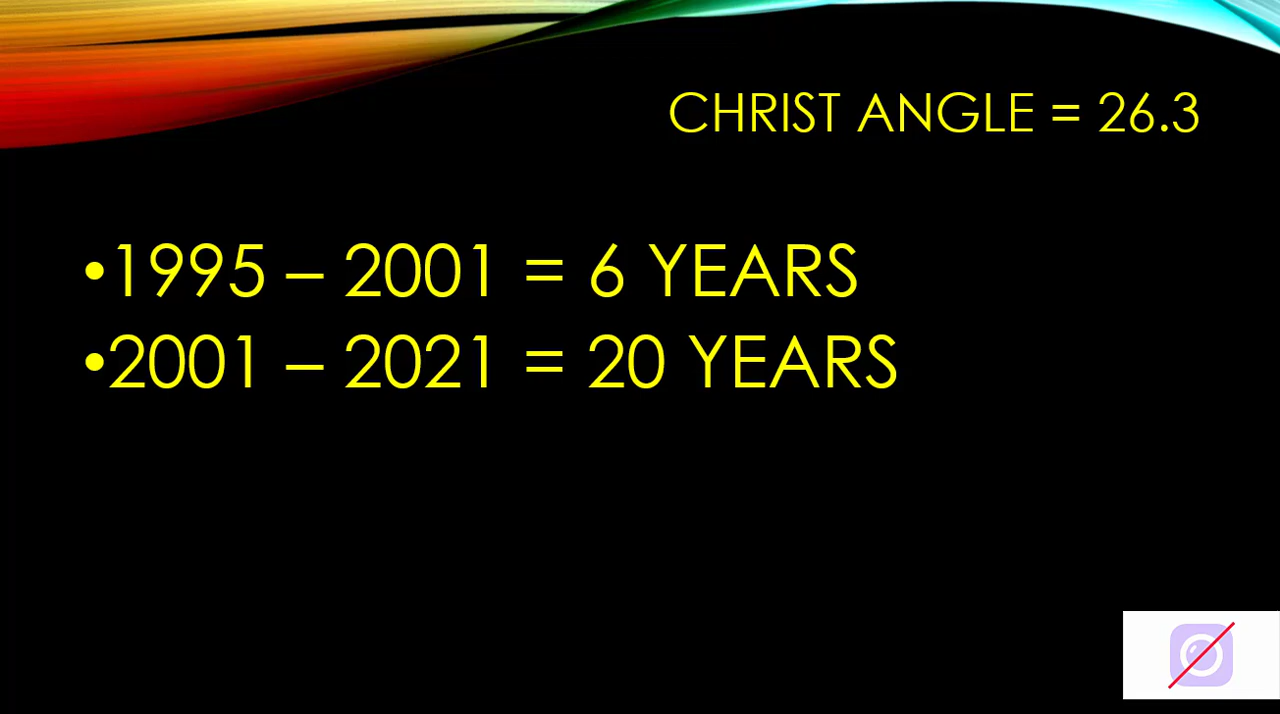 CHRIST ANGLE = 26.3
•1995 – 2001 = 6 YEARS
•2001 – 2021 = 20 YEARS